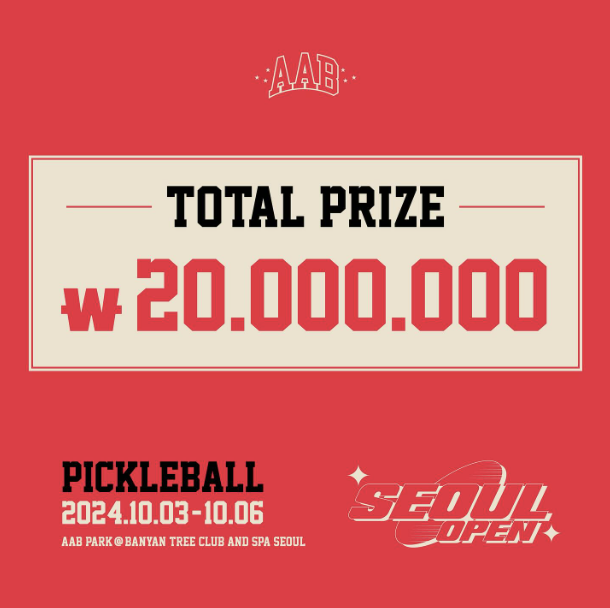 AAB
TOTAL PRIZE
₩20.000.000
PICKLEBALL
2024.10.03-10.06
AAB PARK@BANYAN TREE CLUB AND SPA SEOUL
SEOUL
OPEN